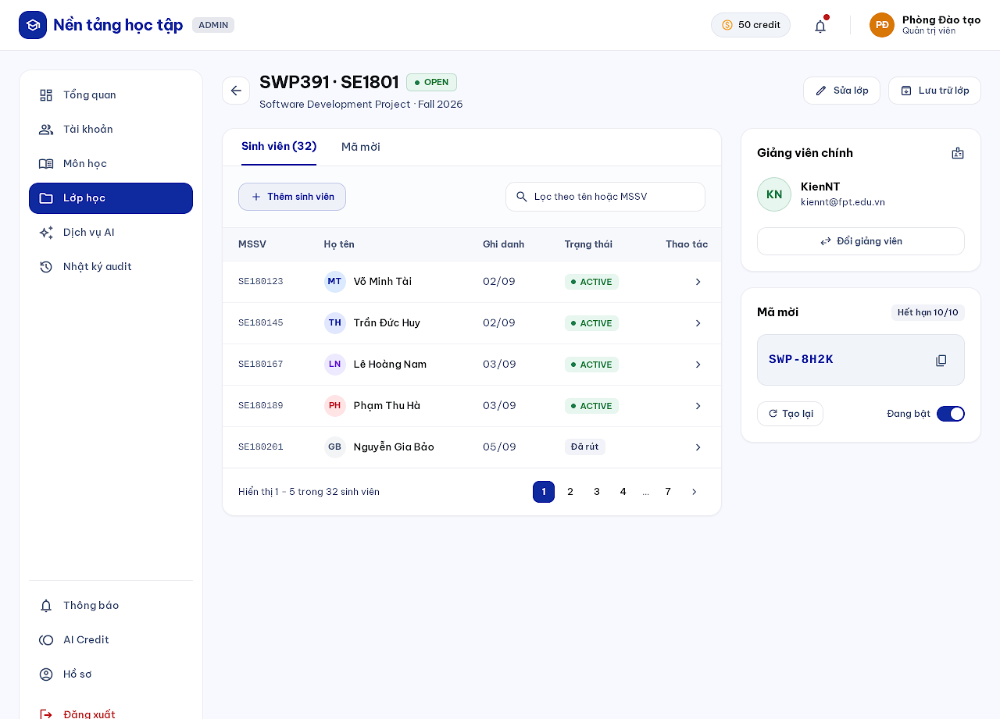 Nền tảng học tập ADMIN
50 credit
PĐ
Phòng Đào tạo
Quản trị viên
Tổng quan
Tài khoản
Môn học
Lớp học
Dịch vụ AI
Nhật ký audit
Thông báo
AI Credit
Hồ sơ
Đăng xuất
SWP391 · SE1801 OPEN
Software Development Project · Fall 2026
Sửa lớp
Lưu trữ lớp
Sinh viên (32) Mã mời
Thêm sinh viên Lọc theo tên hoặc MSSV
MSSV Họ tên Ghi danh Trạng thái Thao tác
SE180123 MT Võ Minh Tài 02/09 ACTIVE
SE180145 TH Trần Đức Huy 02/09 ACTIVE
SE180167 LN Lê Hoàng Nam 03/09 ACTIVE
SE180189 PH Phạm Thu Hà 03/09 ACTIVE
SE180201 GB Nguyễn Gia Bảo 05/09 Đã rút
Hiển thị 1 - 5 trong 32 sinh viên 1 2 3 4 ... 7
Giảng viên chính
KN
KienNT
kiennt@fpt.edu.vn
Đổi giảng viên
Mã mời Hết hạn 10/10
SWP-8H2K
Tạo lại Đang bật